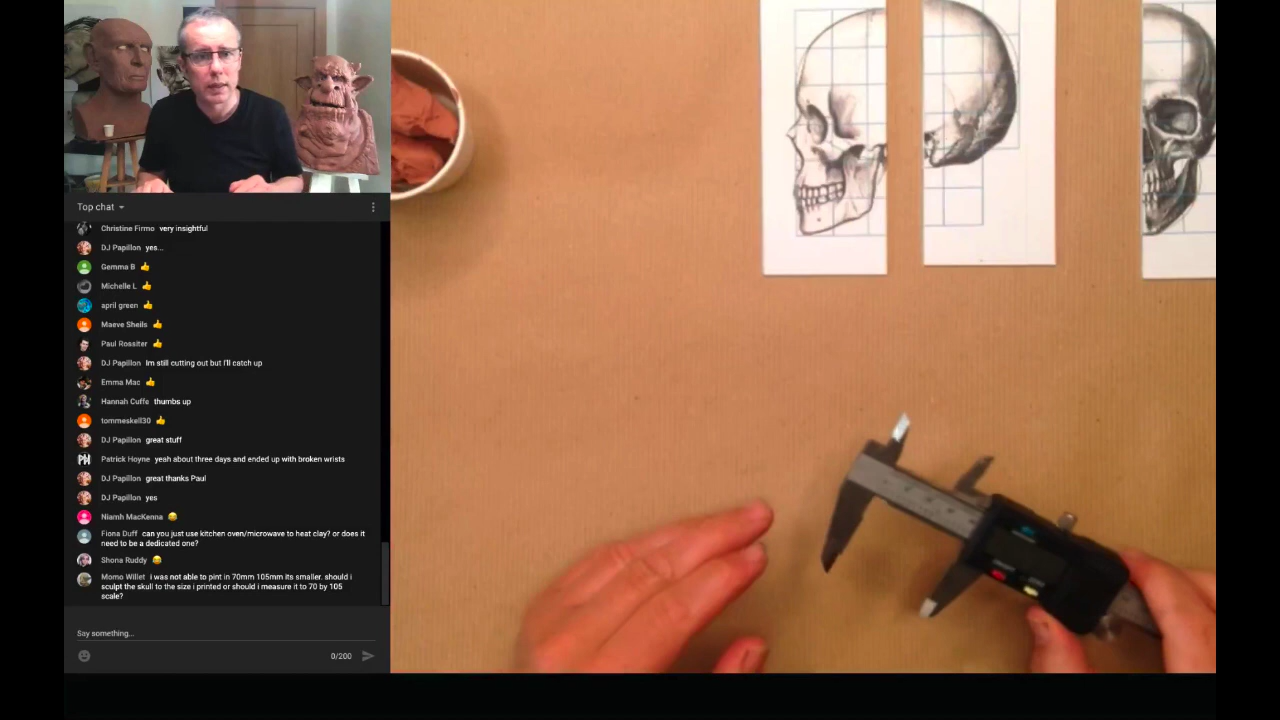 Top chat
Christine Firmo very insightful
DJ Papillon yes...
Gemma B 👍
Michelle L 👍
april green 👍
Maeve Sheils 👍
Paul Rossiter 👍
DJ Papillon Im still cutting out but I'll catch up
Emma Mac 👍
Hannah Cuffe thumbs up
tommeskell30 👍
DJ Papillon great stuff
PH Patrick Hoyne yeah about three days and ended up with broken wrists
DJ Papillon great thanks Paul
DJ Papillon yes
Niamh MacKenna 😂
Fiona Duff can you just use kitchen oven/microwave to heat clay? or does it
need to be a dedicated one?
Shona Ruddy 😂
Momo Willet i was not able to pint in 70mm 105mm its smaller. should i
sculpt the skull to the size i printed or should i measure it to 70 by 105
scale?
Say something...
0/200